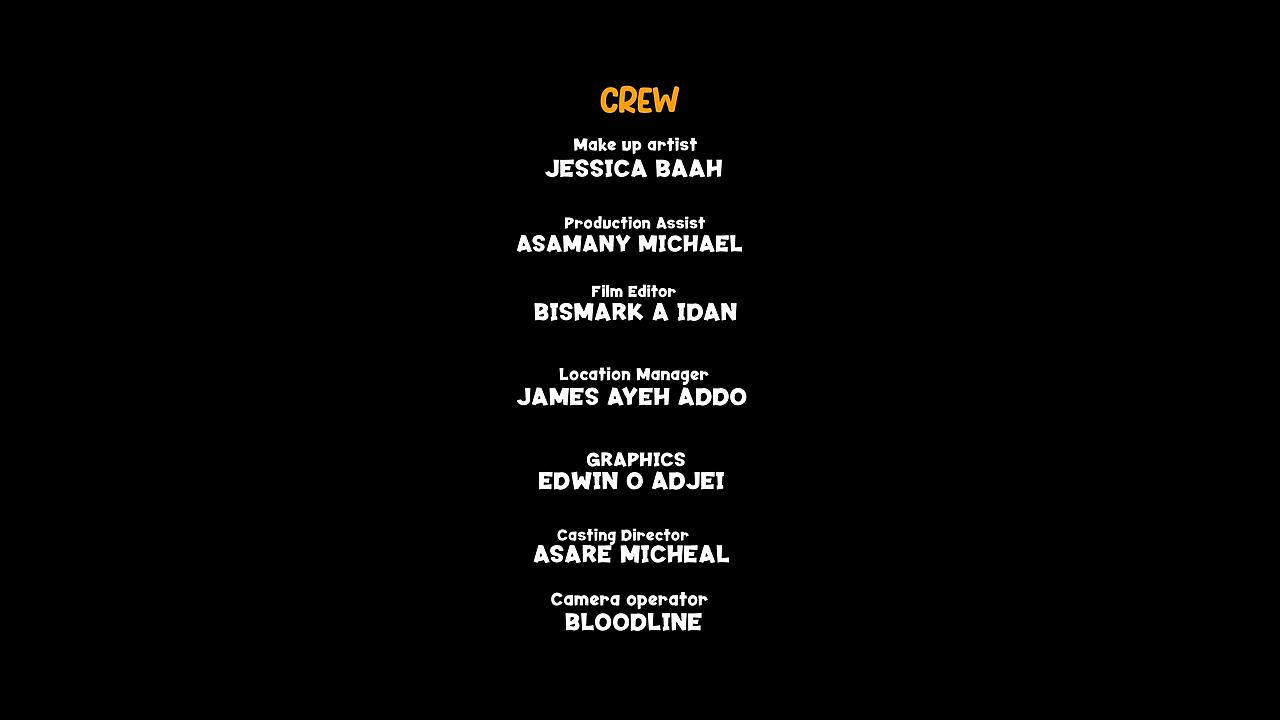 CREW
Make up artist
JESSICA BAAH
Production Assist
ASAMANY MICHAEL
Film Editor
BISMARK A IDAN
Location Manager
JAMES AYEH ADDO
GRAPHICS
EDWIN O ADJEI
Casting Director
ASARE MICHEAL
Camera operator
BLOODLINE